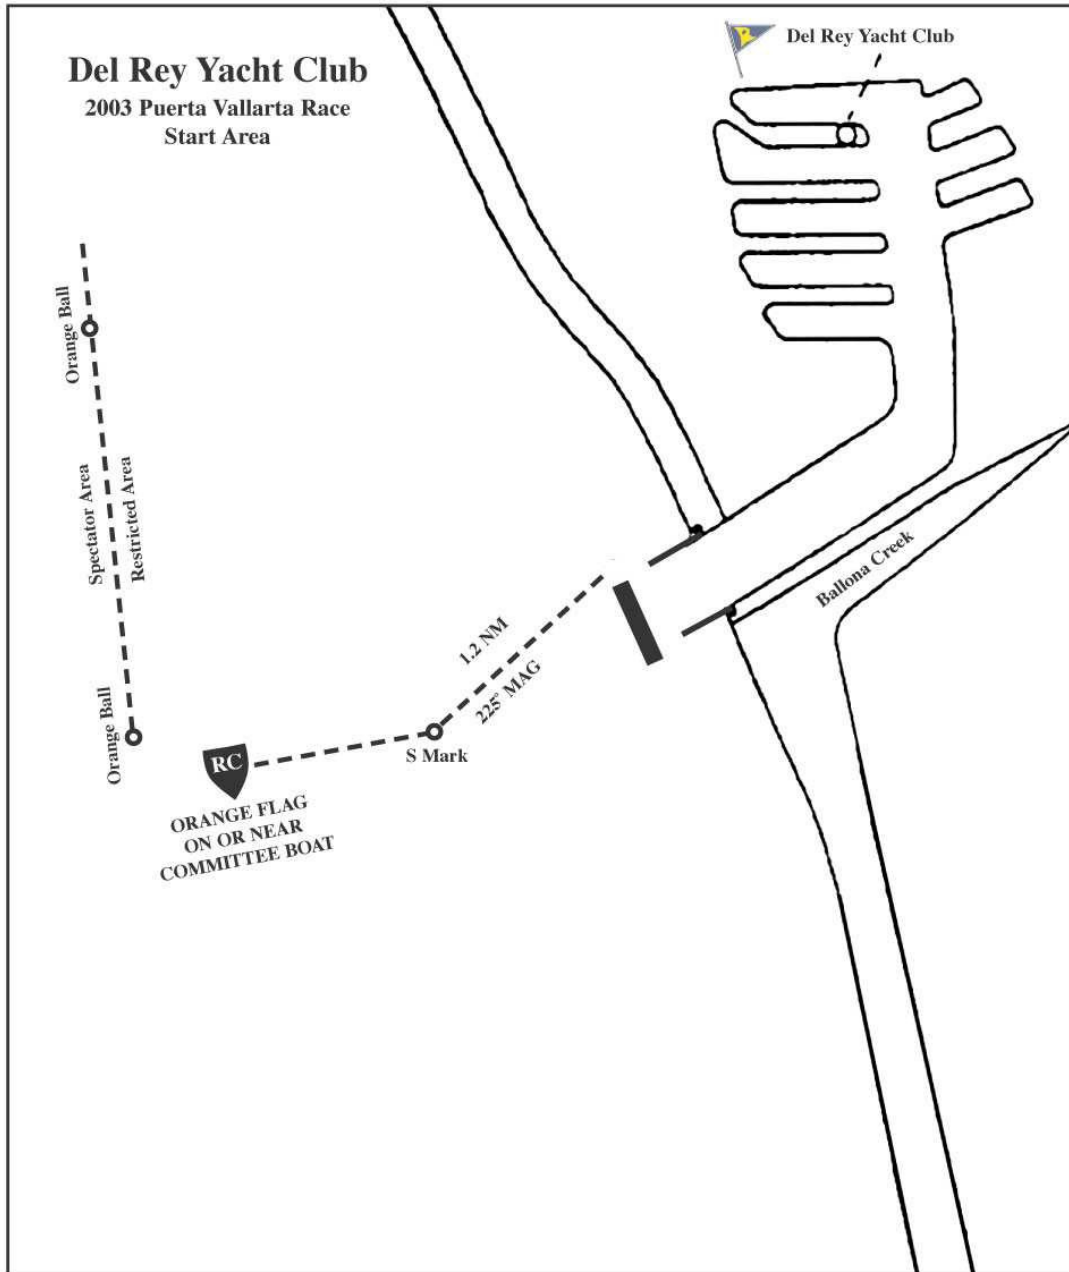 Del Rey Yacht Club
2003 Puerta Vallarta Race
Start Area
Del Rey Yacht Club
Orange Ball
Spectator Area
Restricted Area
Orange Ball
1.2 NM
225° MAG
S Mark
Ballona Creek
RC
ORANGE FLAG
ON OR NEAR
COMMITTEE BOAT